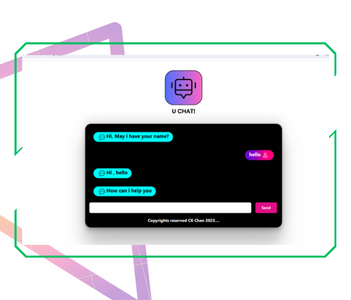 U CHAT!
Hi, May I have your name?
hello
Hi , hello
How can i help you
Send
Copyrights reserved CK Chan 2023....